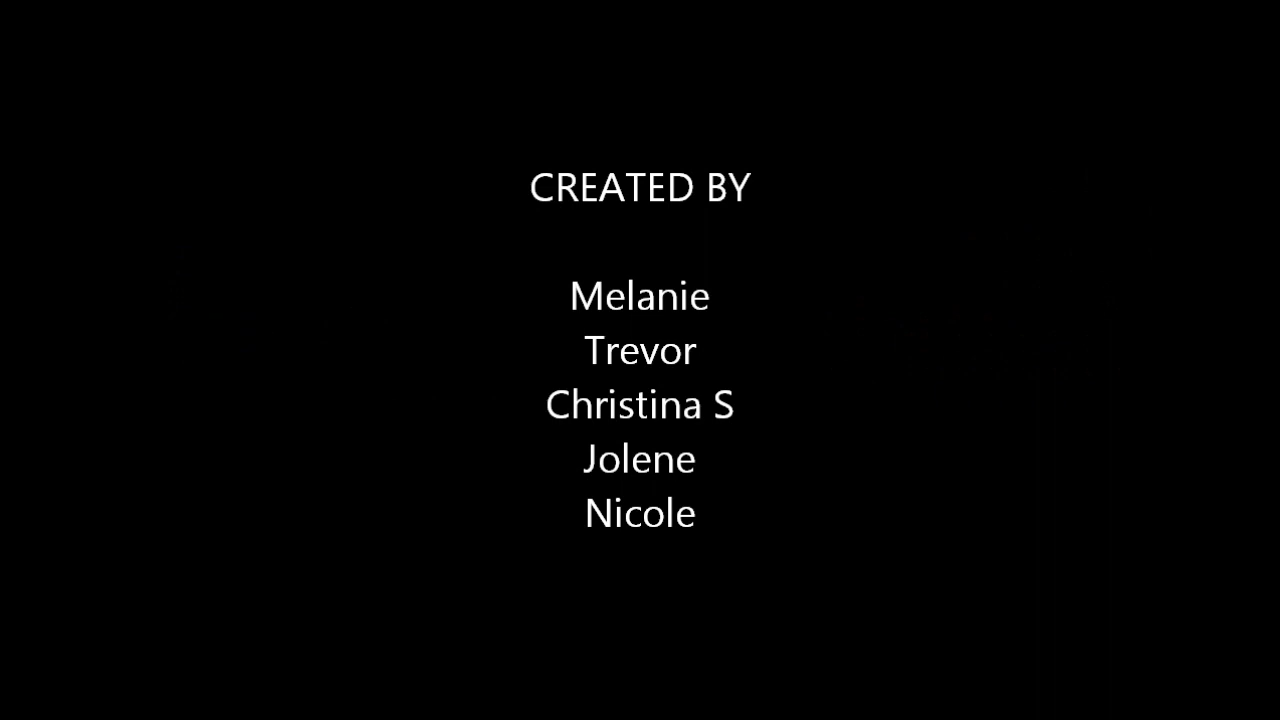 CREATED BY
Melanie
Trevor
Christina S
Jolene
Nicole